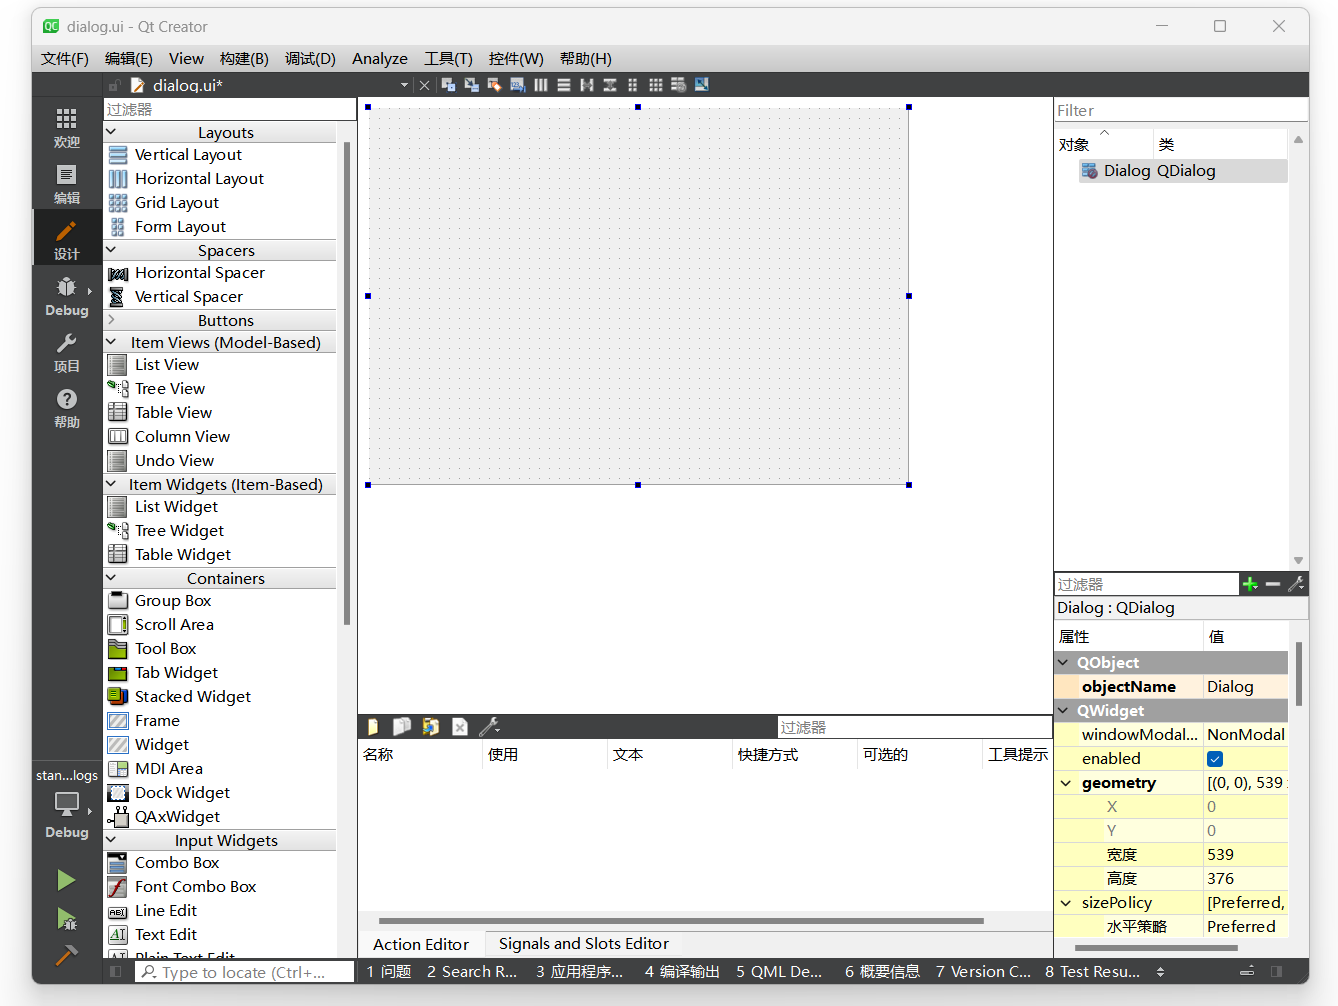 dialog.ui - Qt Creator
文件(F) 编辑(E) View 构建(B) 调试(D) Analyze 工具(T) 控件(W) 帮助(H)
dialog.ui*
欢迎
编辑
设计
Debug
项目
帮助
stan...logs
Debug
过滤器
Layouts
Vertical Layout
Horizontal Layout
Grid Layout
Form Layout
Spacers
Horizontal Spacer
Vertical Spacer
Buttons
Item Views (Model-Based)
List View
Tree View
Table View
Column View
Undo View
Item Widgets (Item-Based)
List Widget
Tree Widget
Table Widget
Containers
Group Box
Scroll Area
Tool Box
Tab Widget
Stacked Widget
Frame
Widget
MDI Area
Dock Widget
QAxWidget
Input Widgets
Combo Box
Font Combo Box
Line Edit
Text Edit
Plain Text Edit
过滤器
名称 使用 文本 快捷方式 可选的 工具提示
Action Editor Signals and Slots Editor
Filter
对象 类
Dialog QDialog
过滤器
Dialog : QDialog
属性 值
QObject
objectName Dialog
QWidget
windowModal... NonModal
enabled
geometry [(0, 0), 539
X 0
Y 0
宽度 539
高度 376
sizePolicy [Preferred,
水平策略 Preferred
Type to locate (Ctrl+... 1 问题 2 Search R... 3 应用程序... 4 编译输出 5 QML De... 6 概要信息 7 Version C... 8 Test Resu...